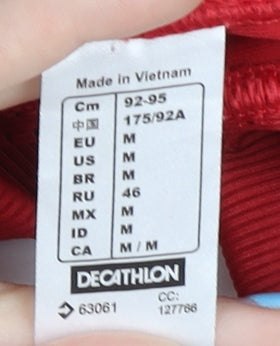 Made in Vietnam
Cm 92-95
中国 175/92A
EU M
US M
BR M
RU 46
MX M
ID M
CA M / M
DECATHLON
63061 CC: 127766